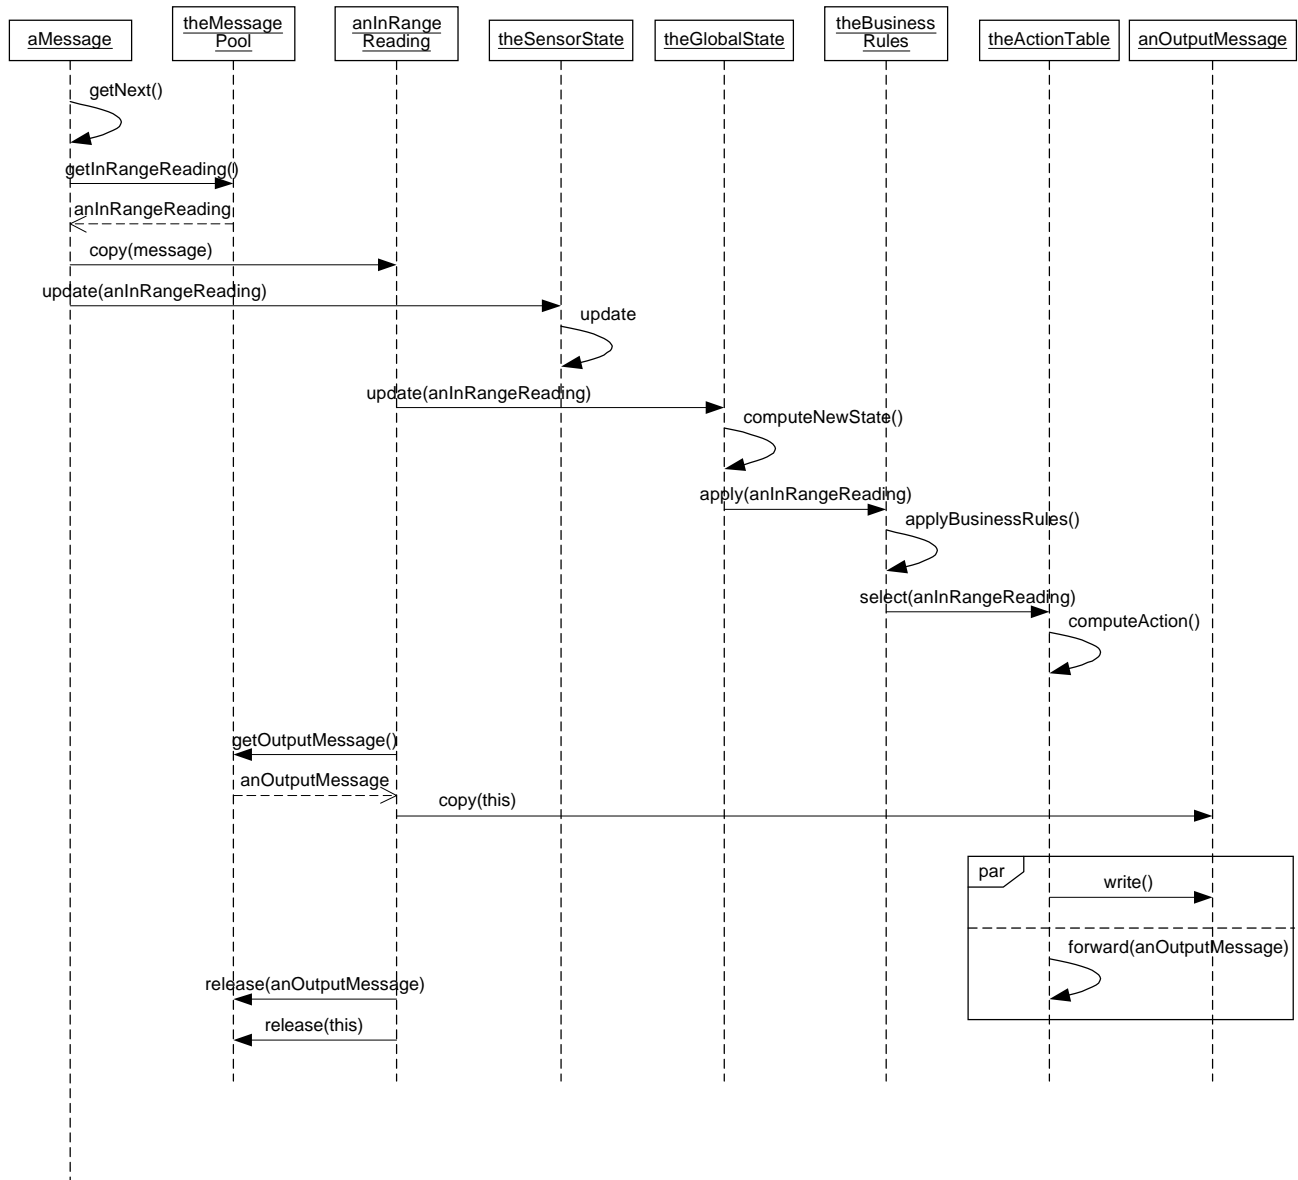 aMessage
theMessage
Pool
anInRange
Reading
theSensorState
theGlobalState
theBusiness
Rules
theActionTable
anOutputMessage
getNext()
getInRangeReading()
anInRangeReading
copy(message)
update(anInRangeReading)
update
update(anInRangeReading)
computeNewState()
apply(anInRangeReading)
applyBusinessRules()
select(anInRangeReading)
computeAction()
getOutputMessage()
anOutputMessage
copy(this)
par
write()
forward(anOutputMessage)
release(anOutputMessage)
release(this)